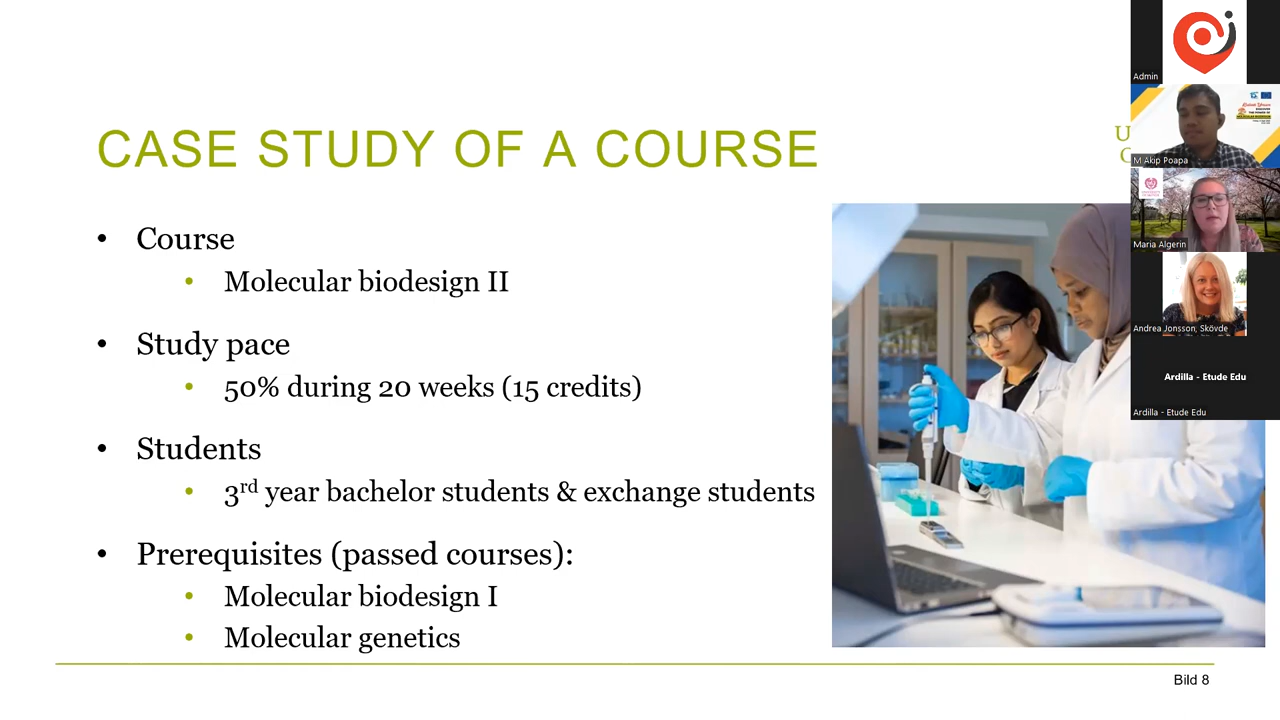 CASE STUDY OF A COURSE
• Course
• Molecular biodesign II
• Study pace
• 50% during 20 weeks (15 credits)
• Students
• 3rd year bachelor students & exchange students
• Prerequisites (passed courses):
• Molecular biodesign I
• Molecular genetics
Bild 8
Admin
M Akip Poapa
Maria Algerin
Andrea Jonsson, Skövde
Ardilla - Etude Edu
Ardilla - Etude Edu